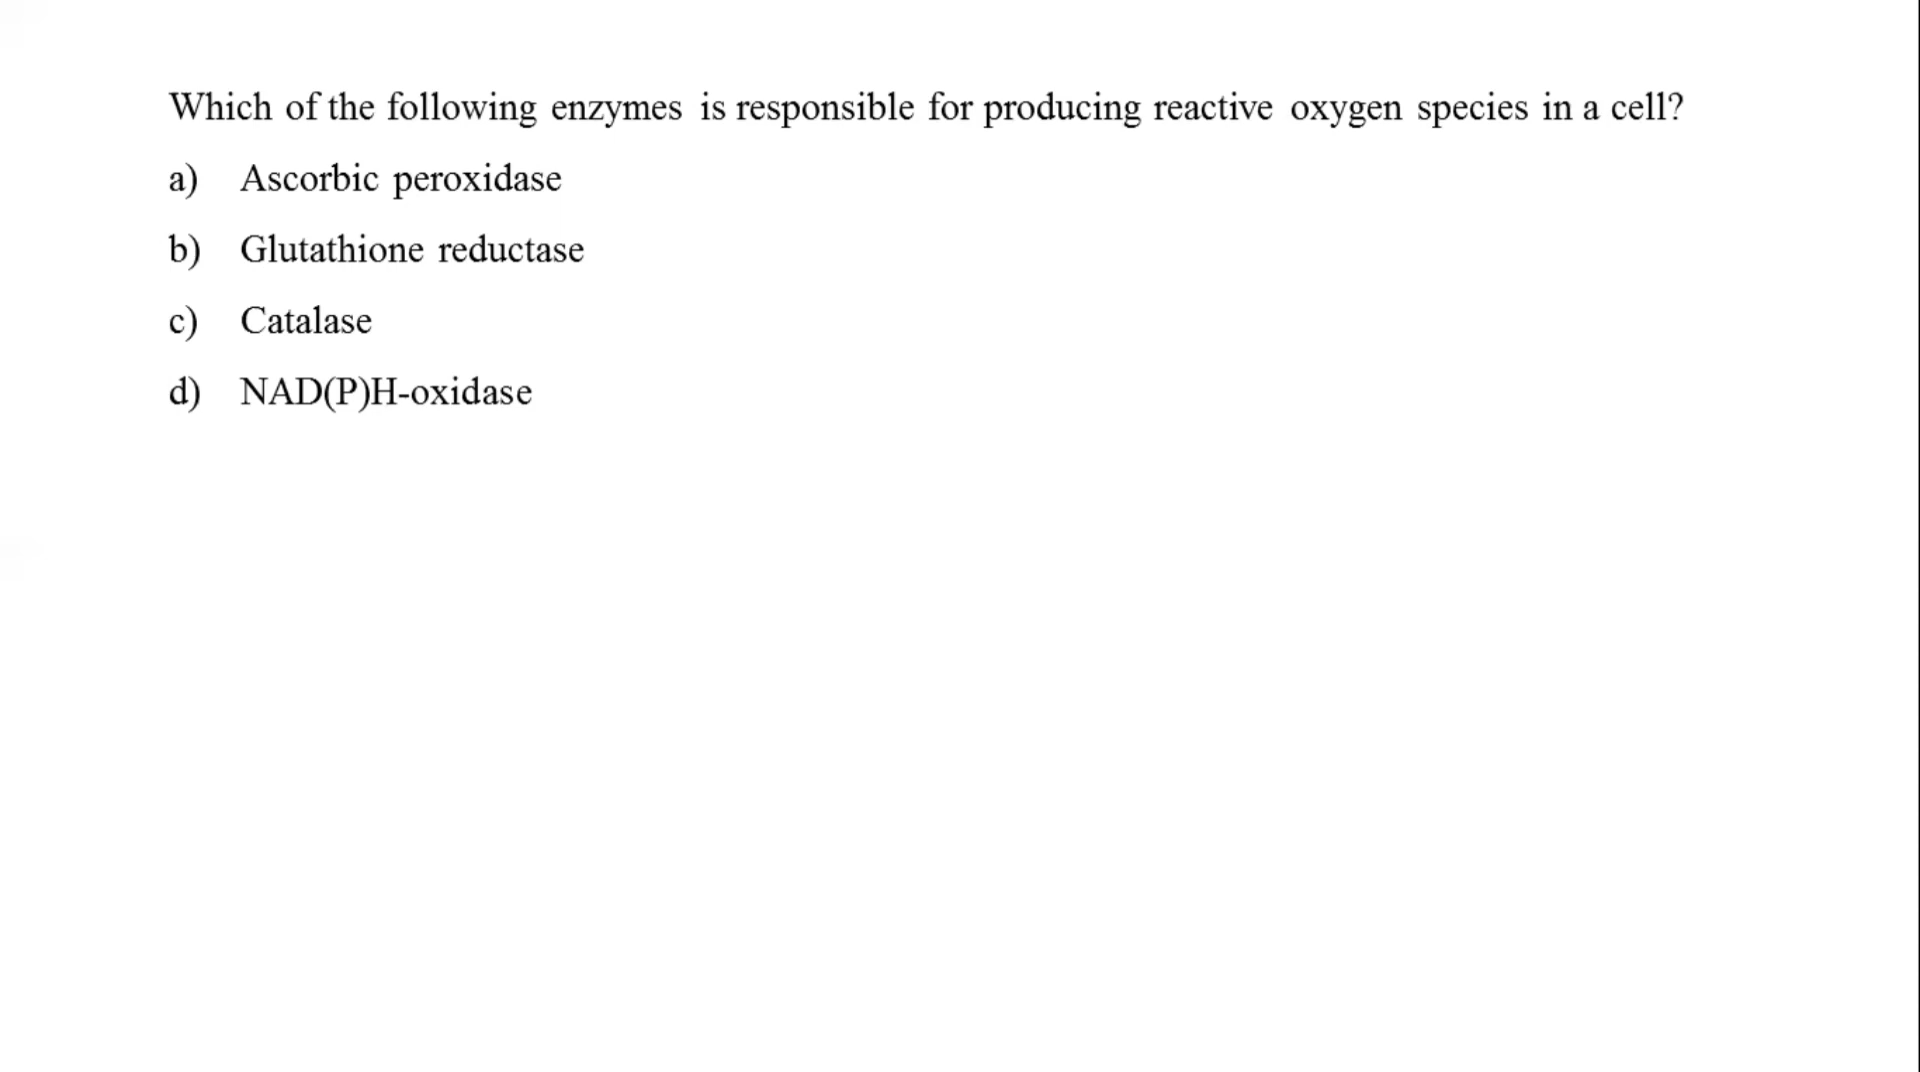 Which of the following enzymes is responsible for producing reactive oxygen species in a cell?
a) Ascorbic peroxidase
b) Glutathione reductase
c) Catalase
d) NAD(P)H-oxidase